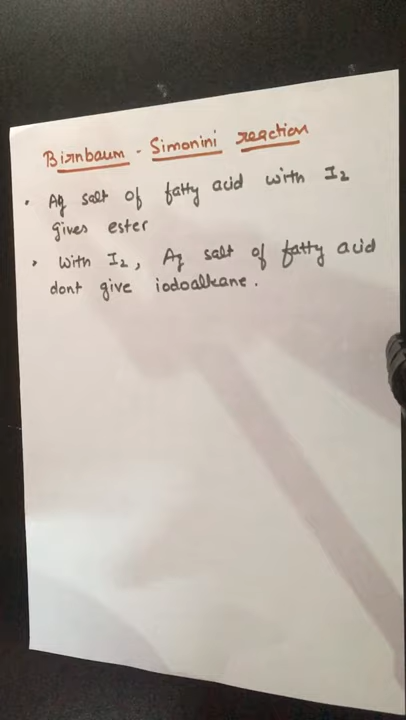 Birnbaum - Simonini reaction
• Ag salt of fatty acid with I2
gives ester
• With I2, Ag salt of fatty acid
dont give iodoalkane.